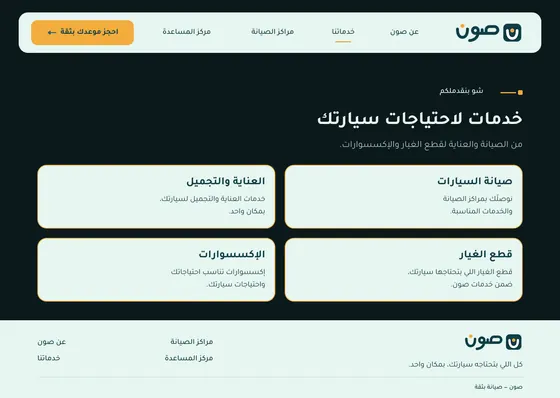 صون
عن صون
خدماتنا
مراكز الصيانة
مركز المساعدة
احجز موعدك بثقة ←
شو بنقدملكم
خدمات لاحتياجات سيارتك
من الصيانة والعناية لقطع الغيار والإكسسوارات.
صيانة السيارات
نوصلك بمراكز الصيانة
والخدمات المناسبة.
العناية والتجميل
خدمات العناية والتجميل لسيارتك،
بمكان واحد.
قطع الغيار
قطع الغيار اللي بتحتاجها سيارتك،
ضمن خدمات صون.
الإكسسوارات
إكسسوارات تناسب احتياجاتك
واحتياجات سيارتك.
صون
كل اللي بتحتاجه سيارتك، بمكان واحد.
مراكز الصيانة
عن صون
مركز المساعدة
خدماتنا
صون – صيانة بثقة